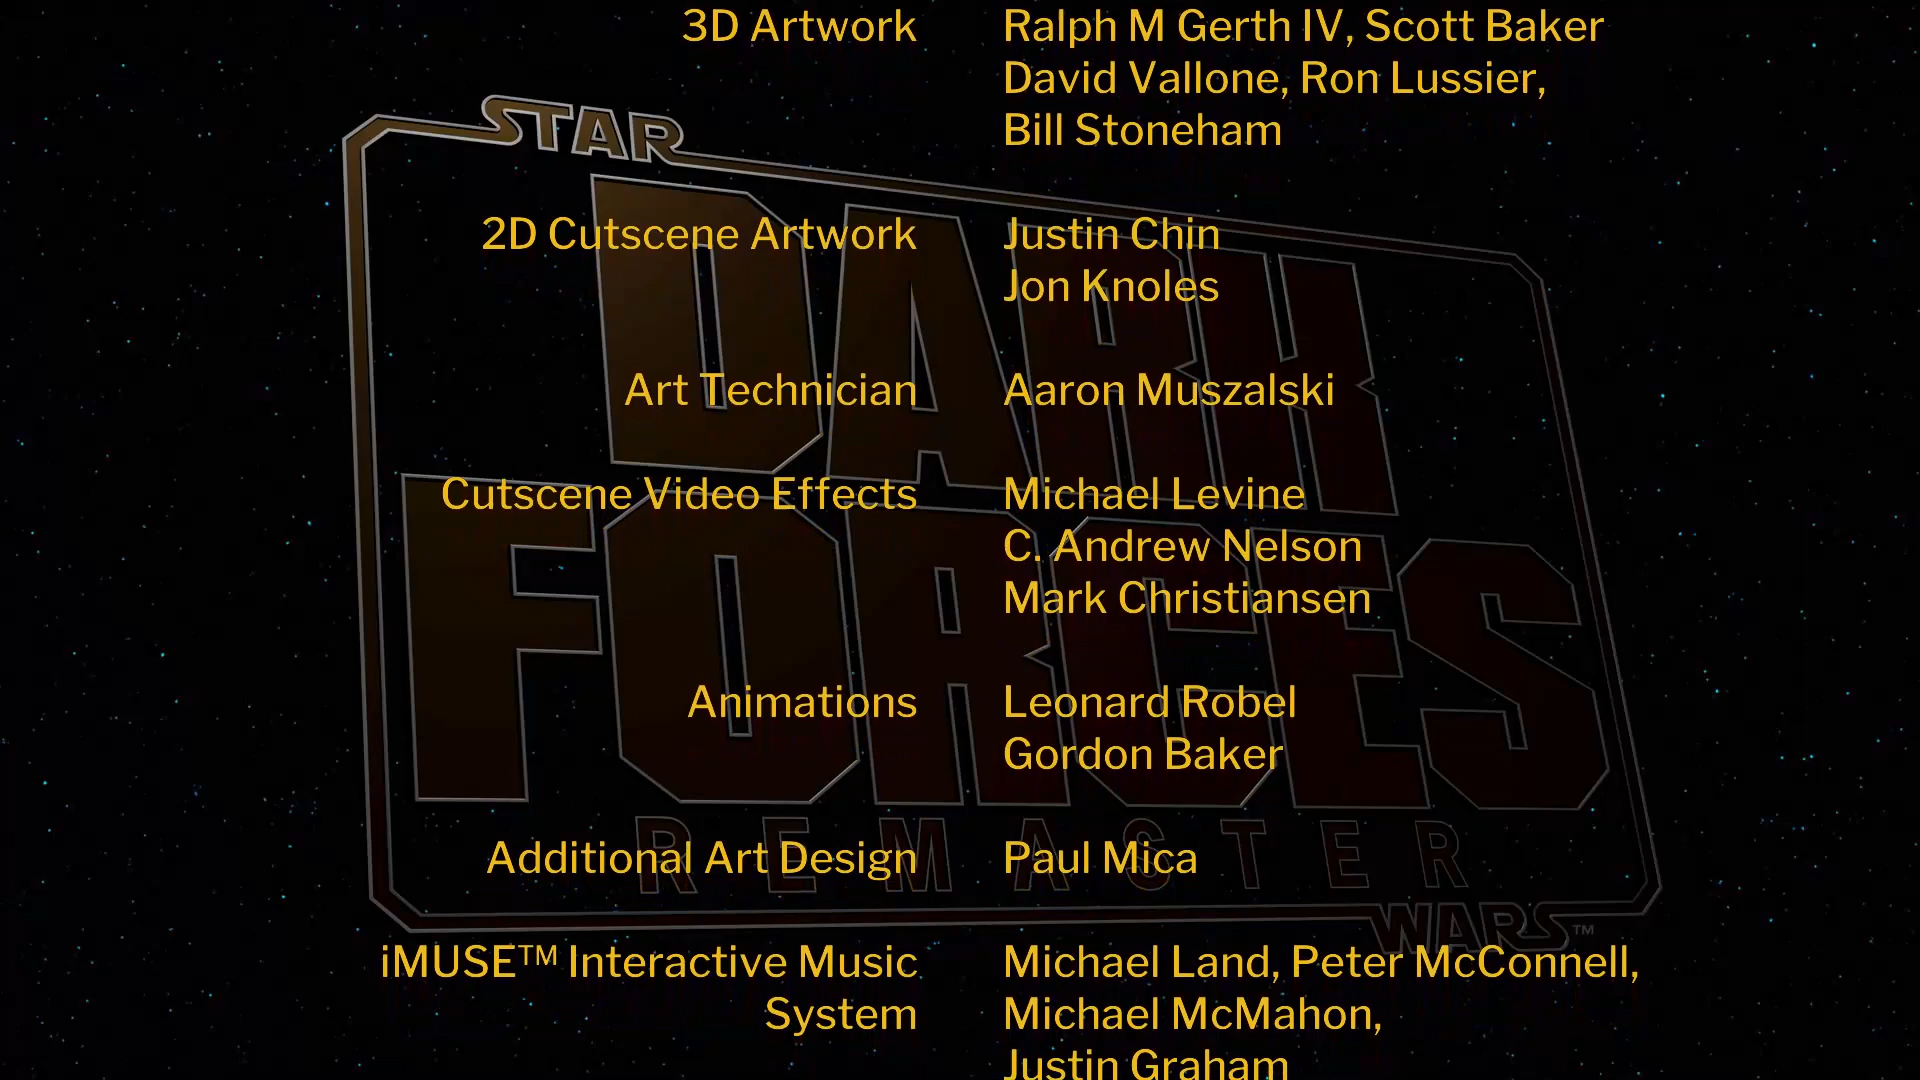 3D Artwork Ralph M Gerth IV, Scott Baker
David Vallone, Ron Lussier,
Bill Stoneham
2D Cutscene Artwork Justin Chin
Jon Knoles
Art Technician Aaron Muszalski
Cutscene Video Effects Michael Levine
C. Andrew Nelson
Mark Christiansen
Animations Leonard Robel
Gordon Baker
Additional Art Design Paul Mica
iMUSE™ Interactive Music Michael Land, Peter McConnell,
System Michael McMahon,
Justin Graham
STAR
DARK
FORCES
REMASTER
WARS™